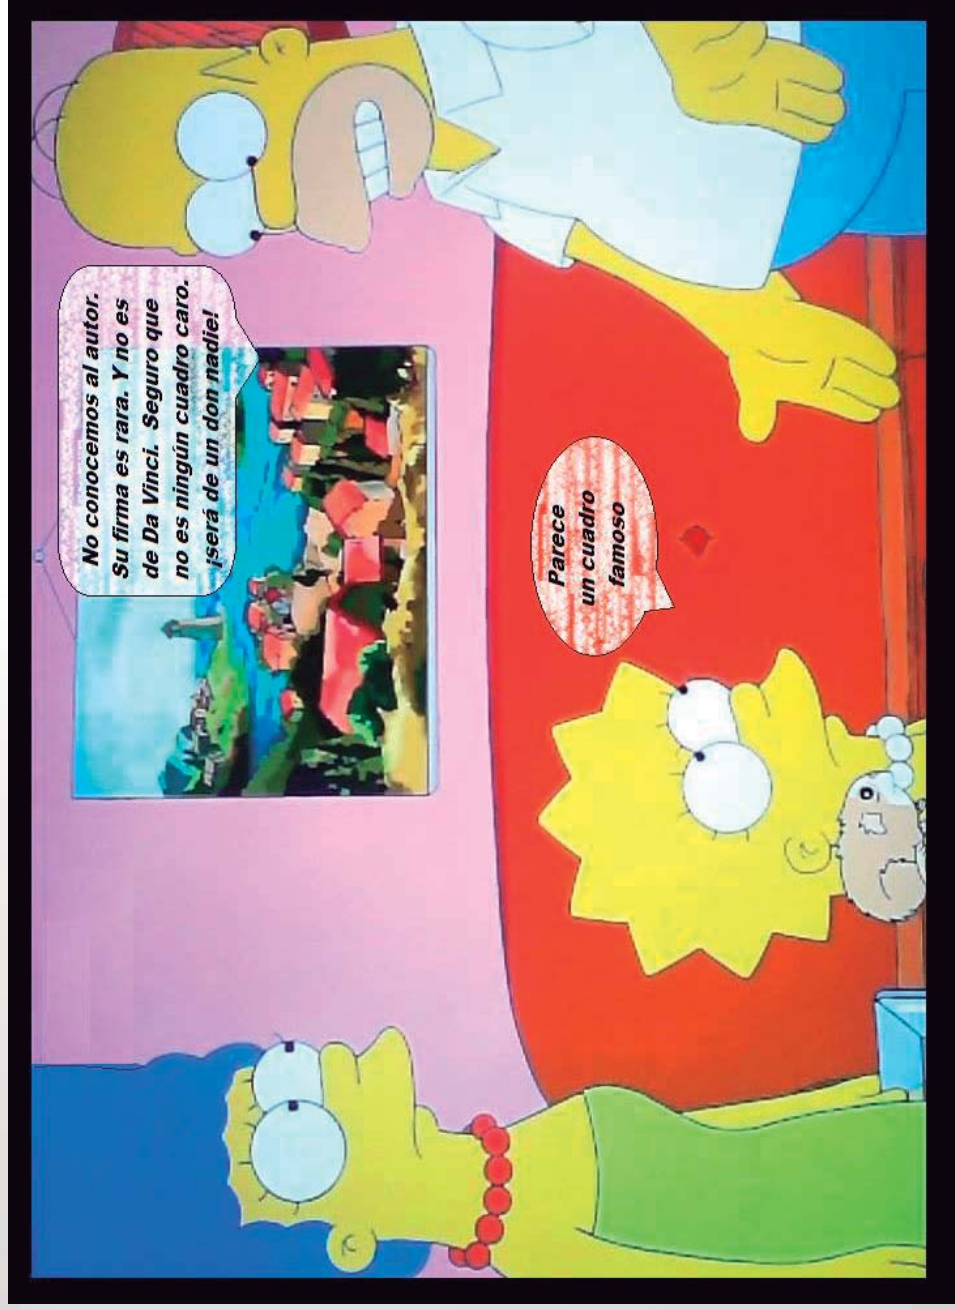 No conocemos al autor.
Su firma es rara. Y no es
de Da Vinci. Seguro que
no es ningún cuadro caro.
¡será de un don nadie!
Parece
un cuadro
famoso